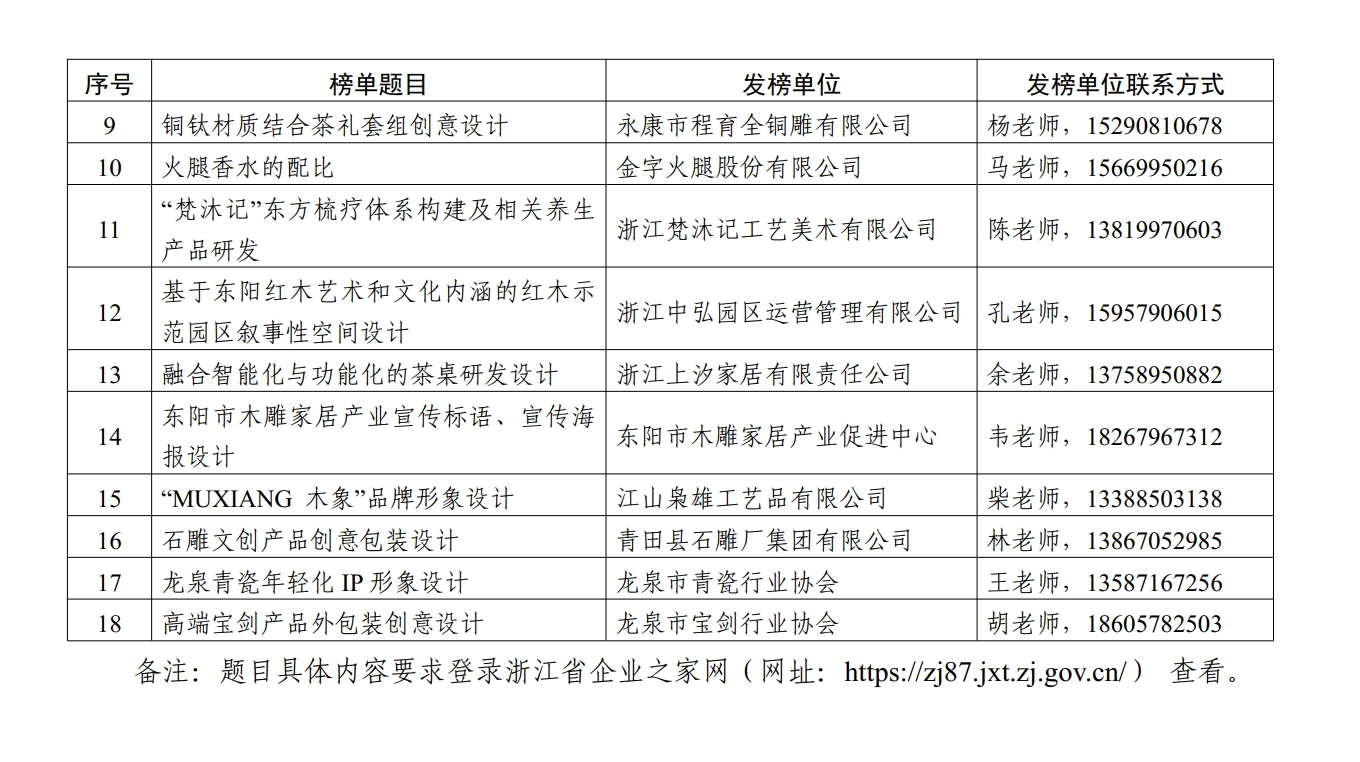 序号 榜单题目 发榜单位 发榜单位联系方式
9 铜钛材质结合茶礼套组创意设计 永康市程育全铜雕有限公司 杨老师，15290810678
10 火腿香水的配比 金字火腿股份有限公司 马老师，15669950216
11 “梵沐记”东方梳疗体系构建及相关养生
产品研发 浙江梵沐记工艺美术有限公司 陈老师，13819970603
12 基于东阳红木艺术和文化内涵的红木示
范园区叙事性空间设计 浙江中弘园区运营管理有限公司 孔老师，15957906015
13 融合智能化与功能化的茶桌研发设计 浙江上汐家居有限责任公司 余老师，13758950882
14 东阳市木雕家居产业宣传标语、宣传海
报设计 东阳市木雕家居产业促进中心 韦老师，18267967312
15 “MUXIANG 木象”品牌形象设计 江山枭雄工艺品有限公司 柴老师，13388503138
16 石雕文创产品创意包装设计 青田县石雕厂集团有限公司 林老师，13867052985
17 龙泉青瓷年轻化 IP 形象设计 龙泉市青瓷行业协会 王老师，13587167256
18 高端宝剑产品外包装创意设计 龙泉市宝剑行业协会 胡老师，18605782503
备注：题目具体内容要求登录浙江省企业之家网（网址：https://zj87.jxt.zj.gov.cn/） 查看。